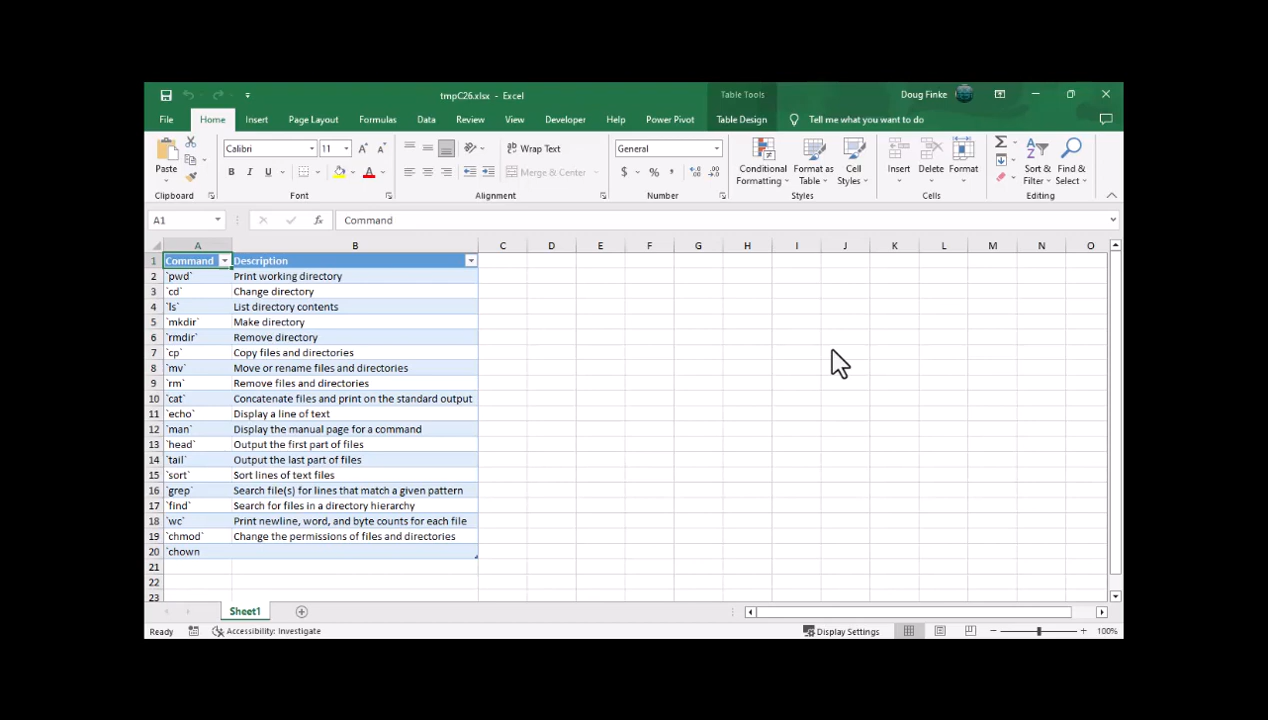 tmpC26.xlsx - Excel
Table Tools
Doug Finke
File Home Insert Page Layout Formulas Data Review View Developer Help Power Pivot Table Design Tell me what you want to do
Paste
Calibri 11 A A
B I U A
Wrap Text
Merge & Center
General
$ % ,
Conditional Formatting
Format as Table
Cell Styles
Insert
Delete
Format
Sort & Filter
Find & Select
Clipboard Font Alignment Number Styles Cells Editing
A1 fx Command
A B C D E F G H I J K L M N O
1 Command Description
2 `pwd` Print working directory
3 `cd` Change directory
4 `ls` List directory contents
5 `mkdir` Make directory
6 `rmdir` Remove directory
7 `cp` Copy files and directories
8 `mv` Move or rename files and directories
9 `rm` Remove files and directories
10 `cat` Concatenate files and print on the standard output
11 `echo` Display a line of text
12 `man` Display the manual page for a command
13 `head` Output the first part of files
14 `tail` Output the last part of files
15 `sort` Sort lines of text files
16 `grep` Search file(s) for lines that match a given pattern
17 `find` Search for files in a directory hierarchy
18 `wc` Print newline, word, and byte counts for each file
19 `chmod` Change the permissions of files and directories
20 `chown
21
22
23
Sheet1
Ready Accessibility: Investigate Display Settings 100%